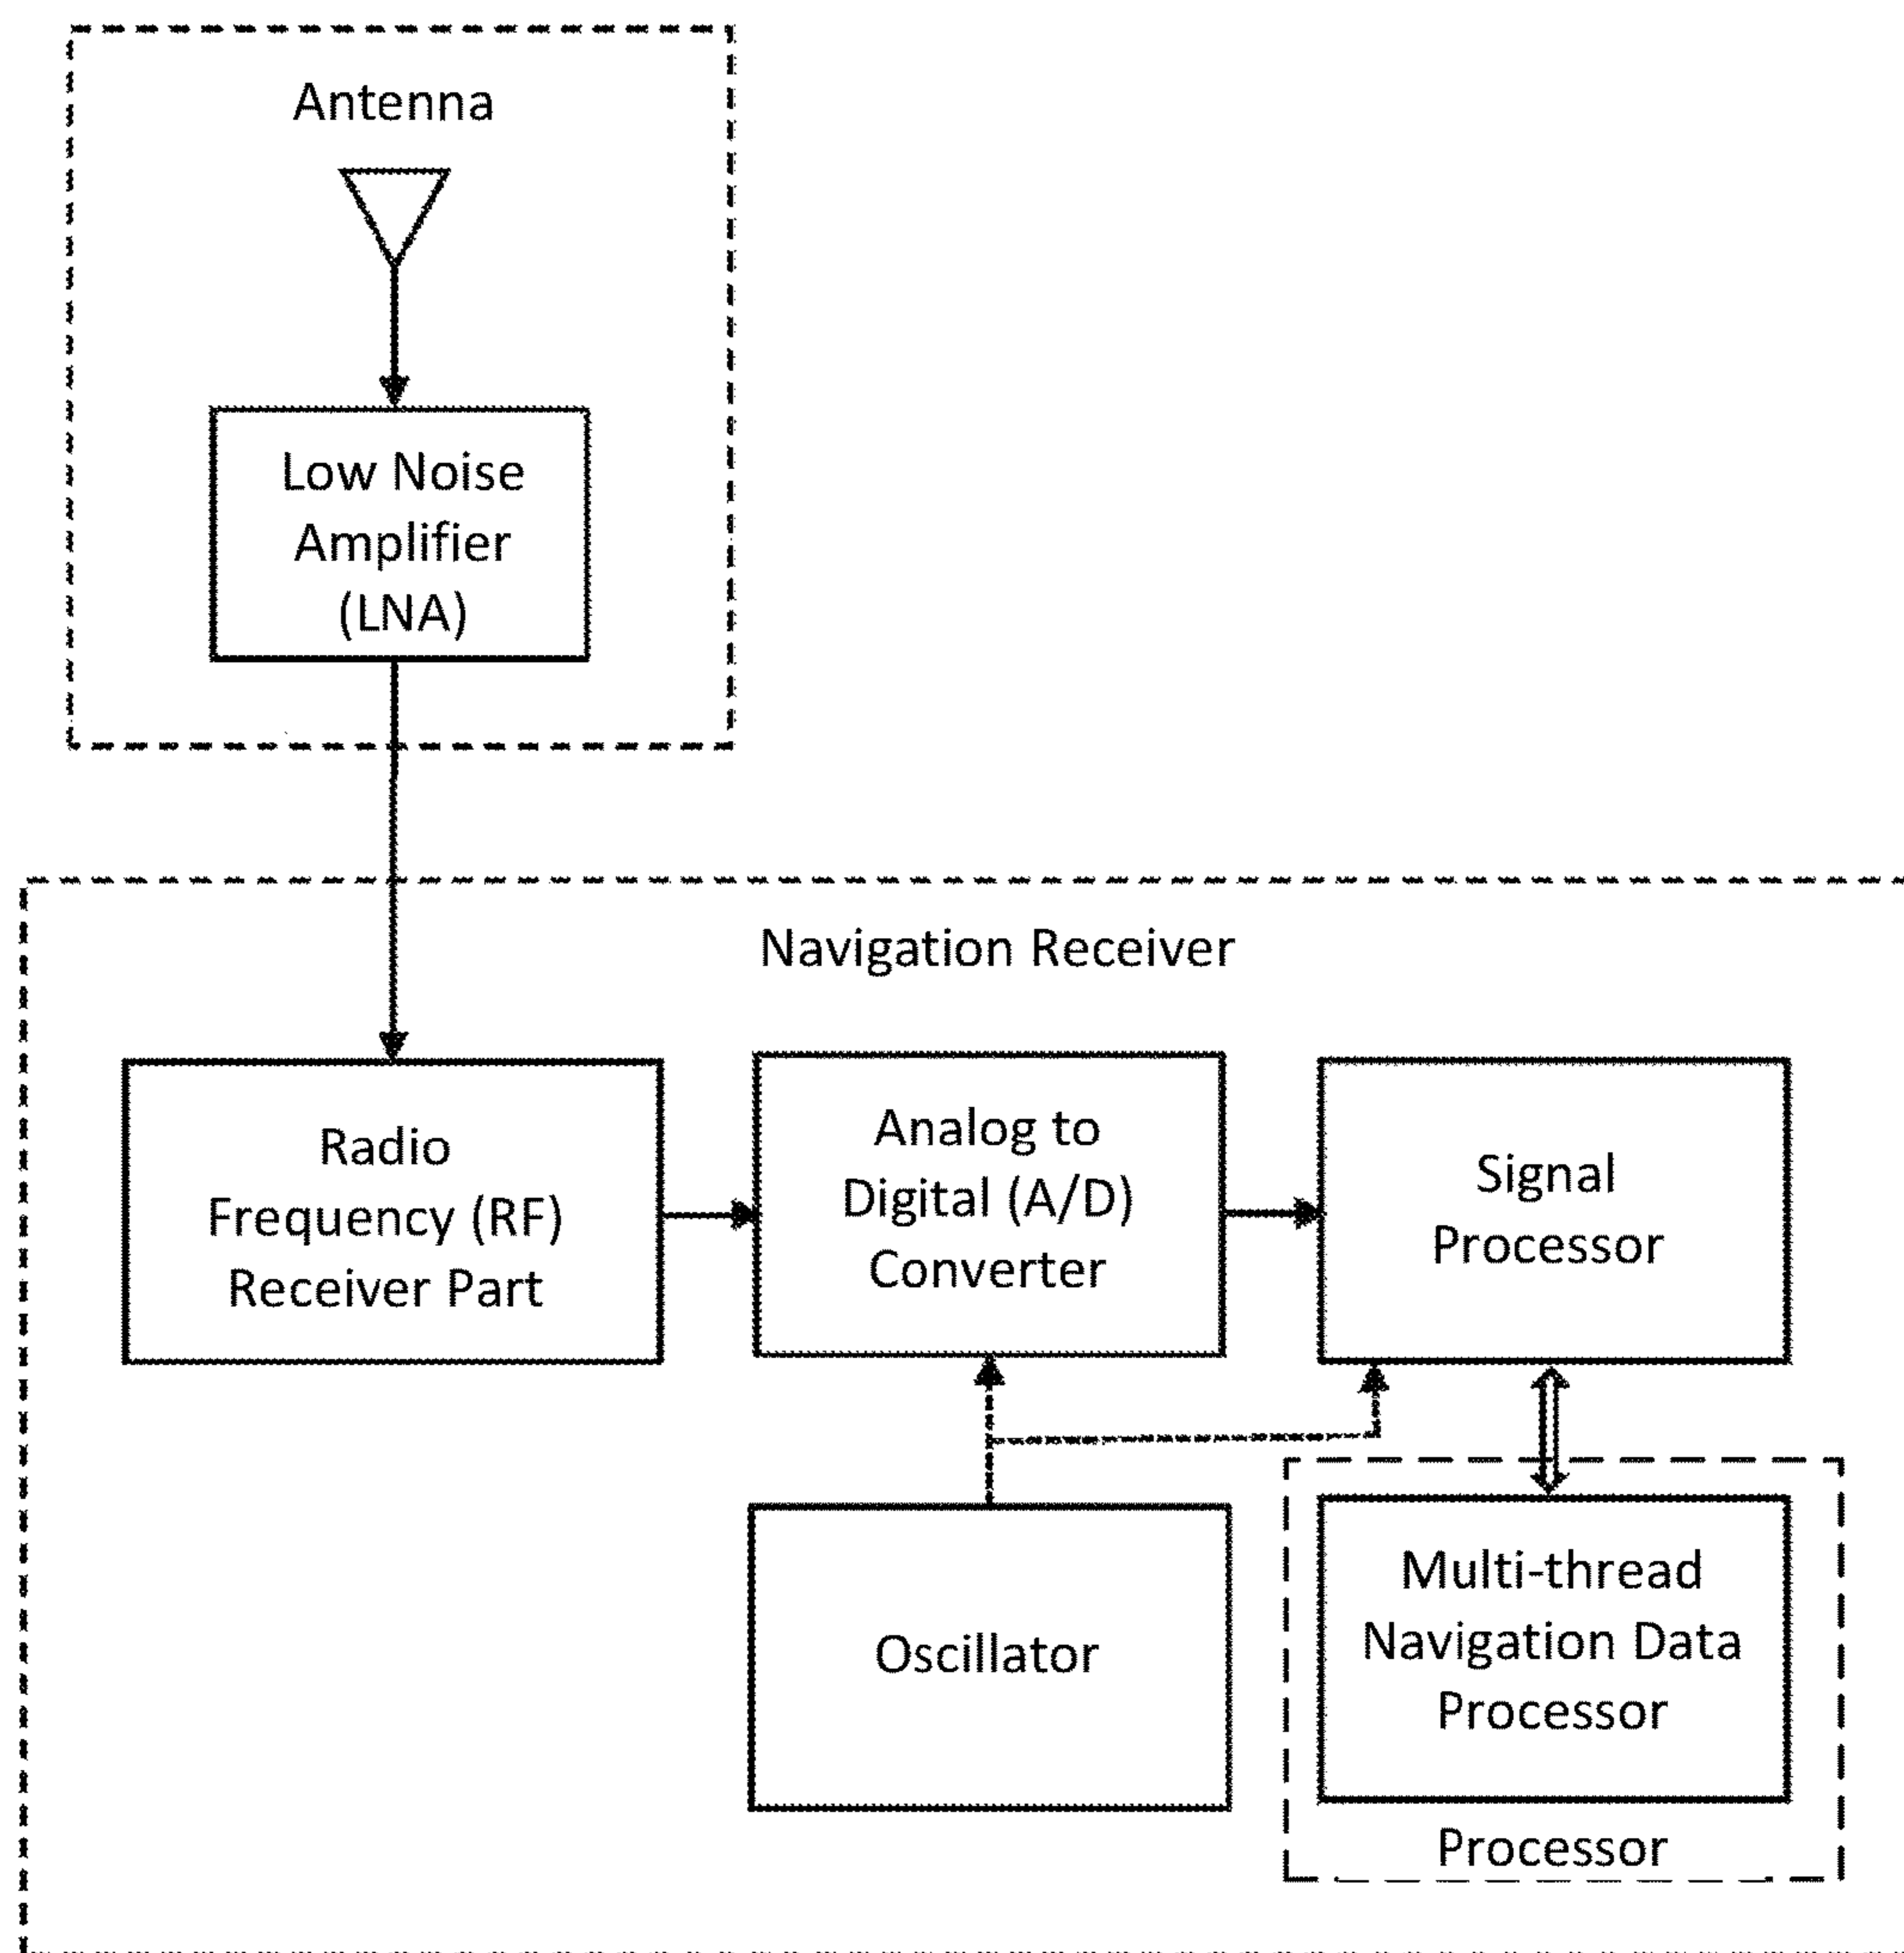 Antenna
Low Noise
Amplifier
(LNA)
Navigation Receiver
Radio
Frequency (RF)
Receiver Part
Analog to
Digital (A/D)
Converter
Signal
Processor
Oscillator
Multi-thread
Navigation Data
Processor
Processor